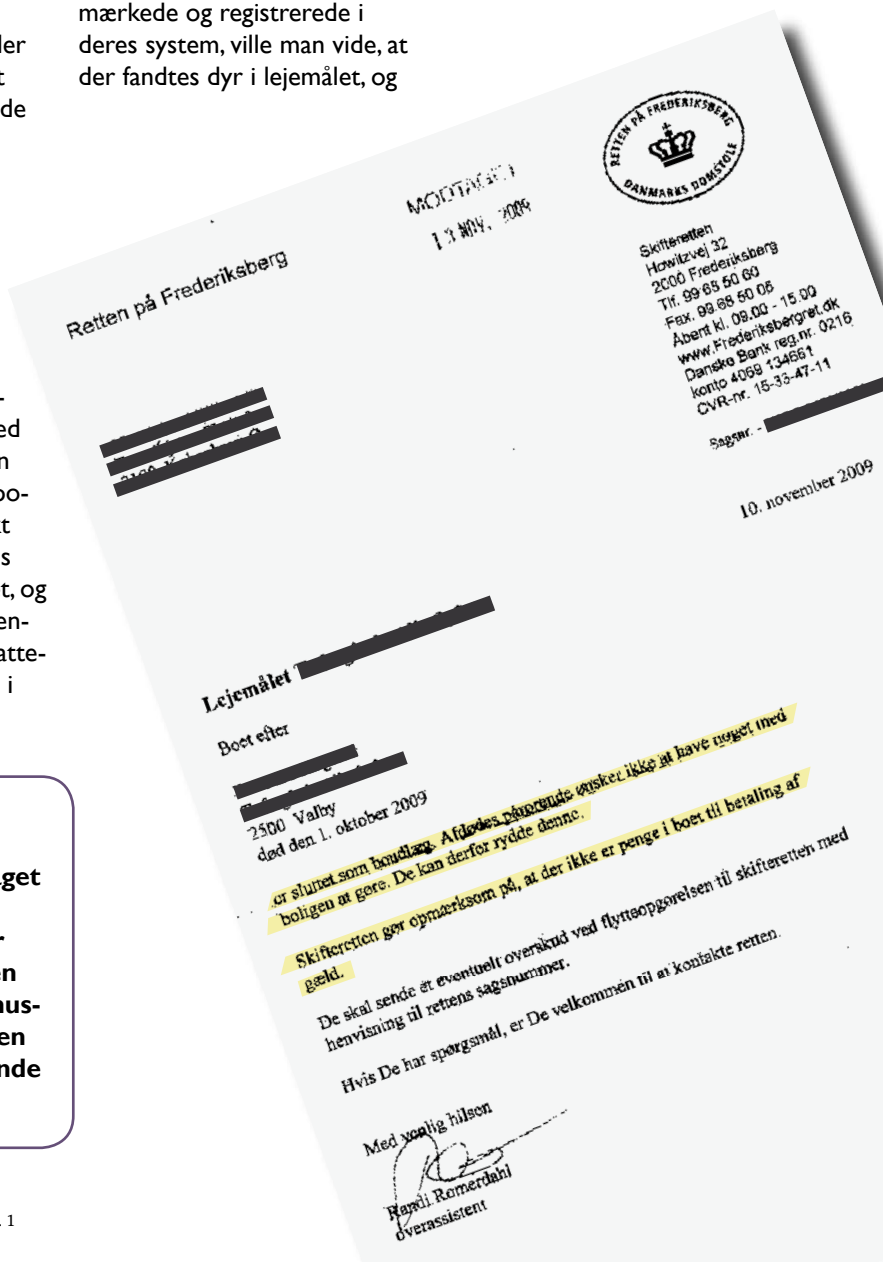 mærkede og registrerede i
deres system, ville man vide, at
der fandtes dyr i lejemålet, og
de
og
i
en
nde
. 1
RETTEN PÅ FREDERIKSBERG
DANMARKS DOMSTOLE
MODTAGET
13 NOV. 2009
Retten på Frederiksberg
Skifteretten
Howitzvej 32
2000 Frederiksberg
Tlf. 99 68 50 60
Fax. 99 68 50 06
Åbent kl. 09.00 - 15.00
www.Frederiksbergret.dk
Danske Bank reg.nr. 0216
konto 4069 134661
CVR-nr. 15-33-47-11
Sagsnr. -
10. november 2009
Lejemålet
Boet efter
2500 Valby
død den 1. oktober 2009
er sluttet som boudlæg. Afdødes pårørende ønsker ikke at have noget med
boligen at gøre. De kan derfor rydde denne.
Skifteretten gør opmærksom på, at der ikke er penge i boet til betaling af
gæld.
De skal sende et eventuelt overskud ved flytteopgørelsen til skifteretten med
henvisning til rettens sagsnummer.
Hvis De har spørgsmål, er De velkommen til at kontakte retten.
Med venlig hilsen
Randi Romerdahl
overassistent